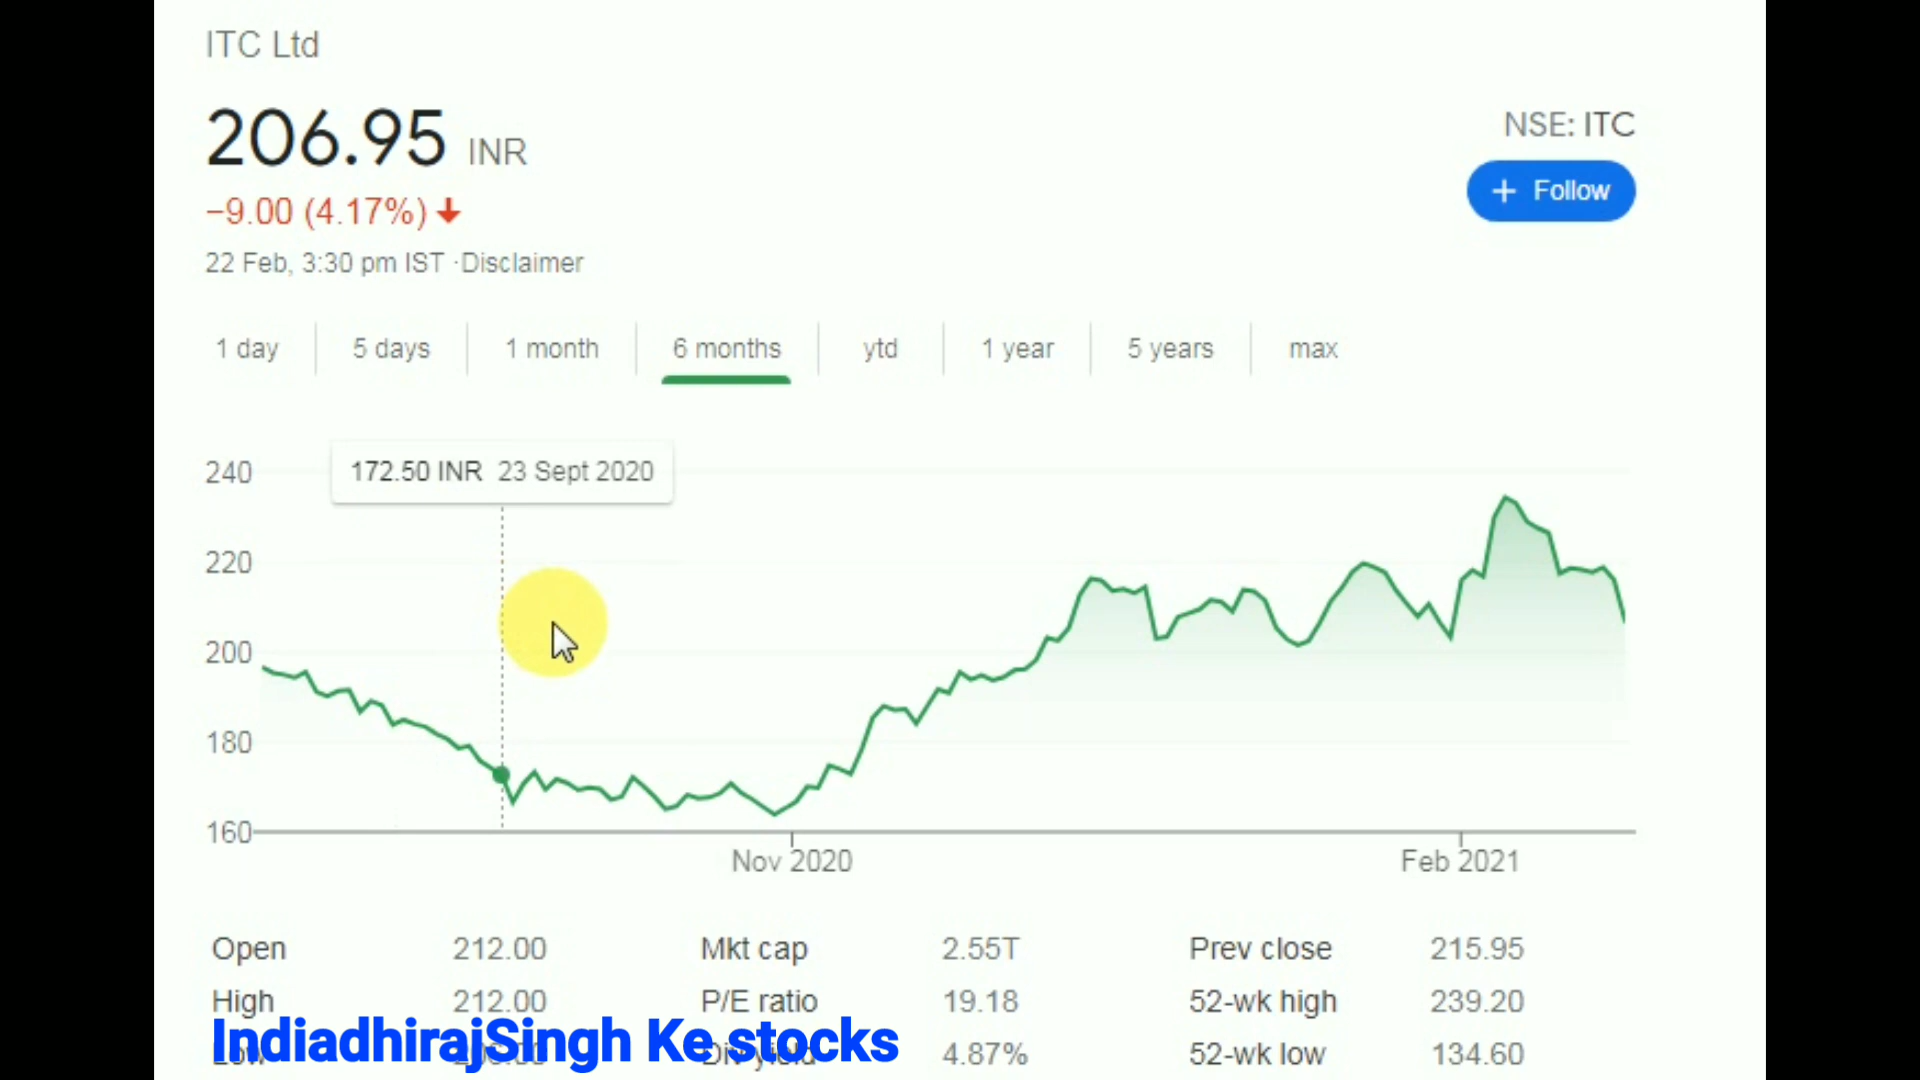 ITC Ltd
206.95 INR
NSE: ITC
−9.00 (4.17%)
+ Follow
22 Feb, 3:30 pm IST · Disclaimer
1 day 5 days 1 month 6 months ytd 1 year 5 years max
172.50 INR 23 Sept 2020
240
220
200
180
160
Nov 2020 Feb 2021
Open 212.00 Mkt cap 2.55T Prev close 215.95
High 212.00 P/E ratio 19.18 52-wk high 239.20
Low Div yield 4.87% 52-wk low 134.60
IndiadhirajSingh Ke stocks